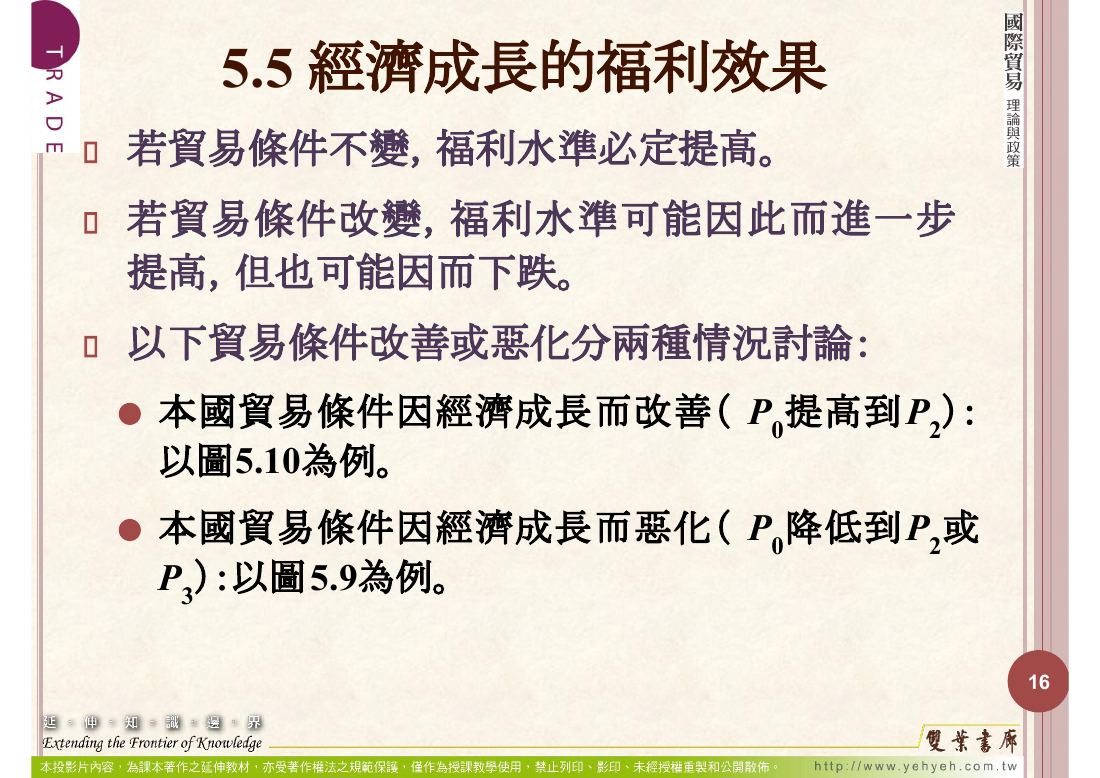 TRADE
國際貿易 理論與政策
5.5 經濟成長的福利效果
若貿易條件不變，福利水準必定提高。
若貿易條件改變，福利水準可能因此而進一步
提高，但也可能因而下跌。
以下貿易條件改善或惡化分兩種情況討論：
本國貿易條件因經濟成長而改善（ P0提高到P2）：
以圖5.10為例。
本國貿易條件因經濟成長而惡化（ P0降低到P2或
P3）：以圖5.9為例。
16
延 。 伸 。 知 。 識 。 邊 。 界
Extending the Frontier of Knowledge
雙葉書廊
本投影片內容，為課本著作之延伸教材，亦受著作權法之規範保護，僅作為授課教學使用，禁止列印、影印、未經授權重製和公開散佈。 http://www.yehyeh.com.tw